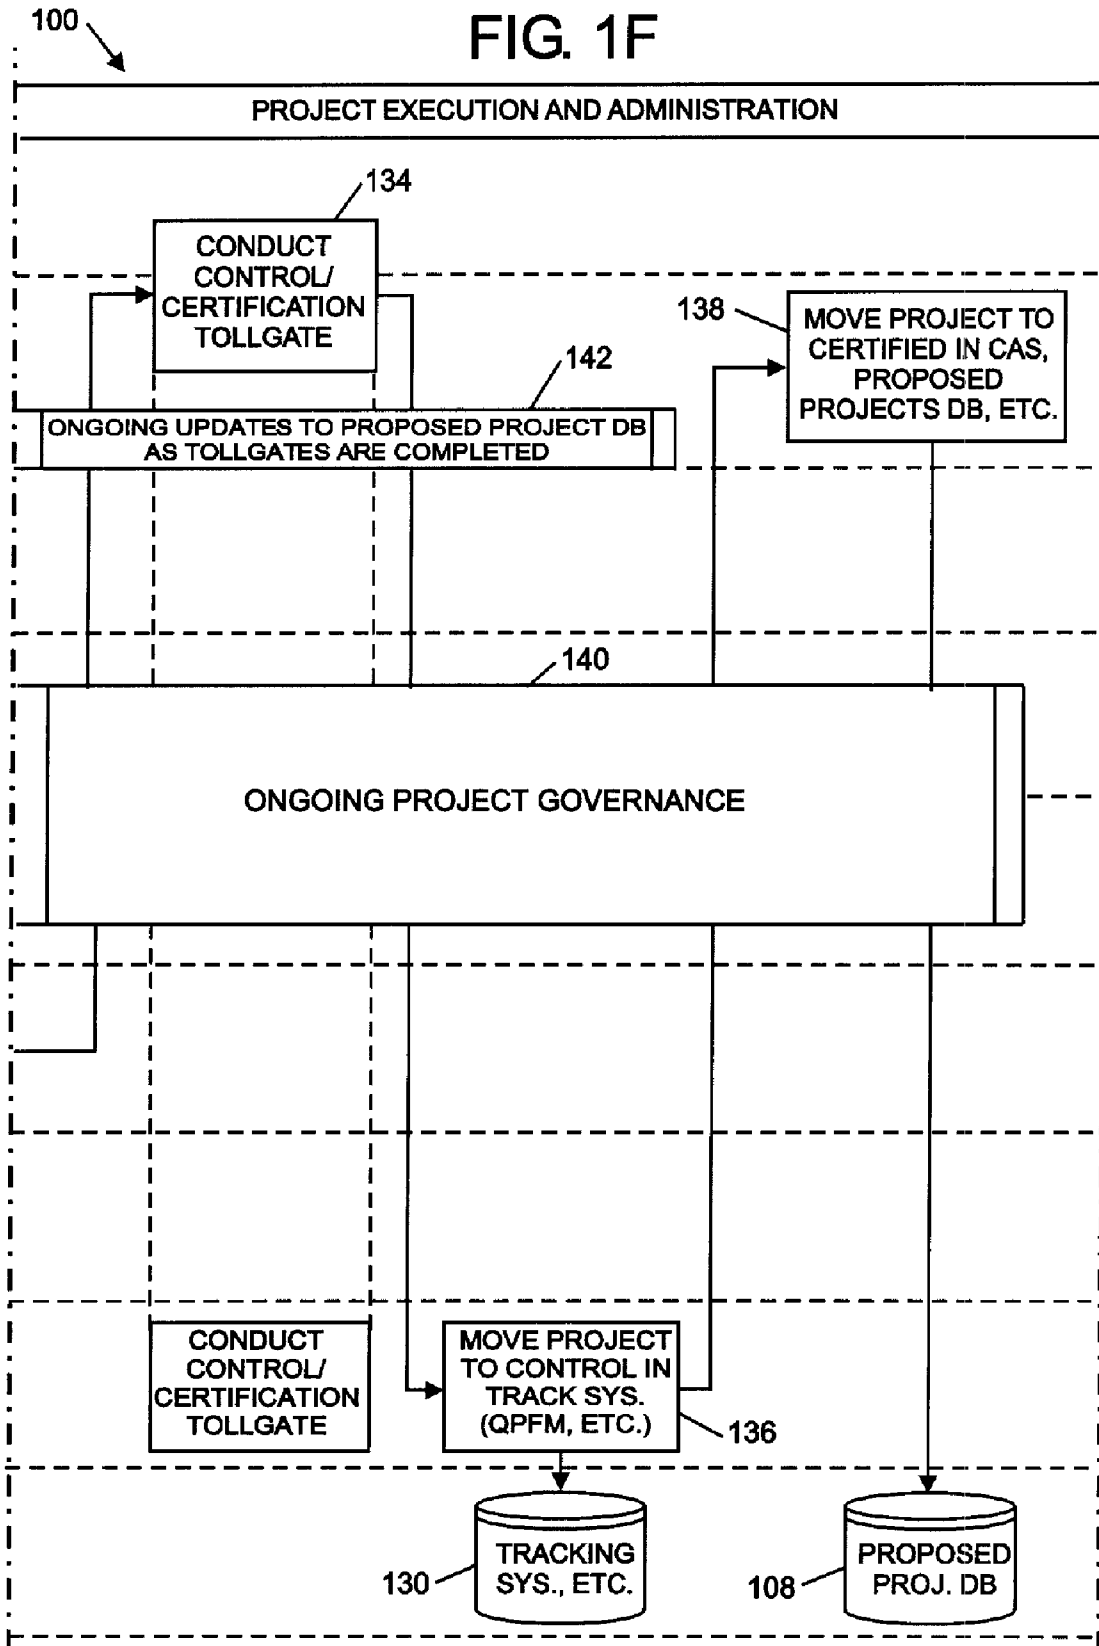 100
FIG. 1F
PROJECT EXECUTION AND ADMINISTRATION
134
CONDUCT
CONTROL/
CERTIFICATION
TOLLGATE
138
MOVE PROJECT TO
CERTIFIED IN CAS,
PROPOSED
PROJECTS DB, ETC.
142
ONGOING UPDATES TO PROPOSED PROJECT DB
AS TOLLGATES ARE COMPLETED
140
ONGOING PROJECT GOVERNANCE
CONDUCT
CONTROL/
CERTIFICATION
TOLLGATE
MOVE PROJECT
TO CONTROL IN
TRACK SYS.
(QPFM, ETC.)
136
TRACKING
SYS., ETC.
130
PROPOSED
PROJ. DB
108